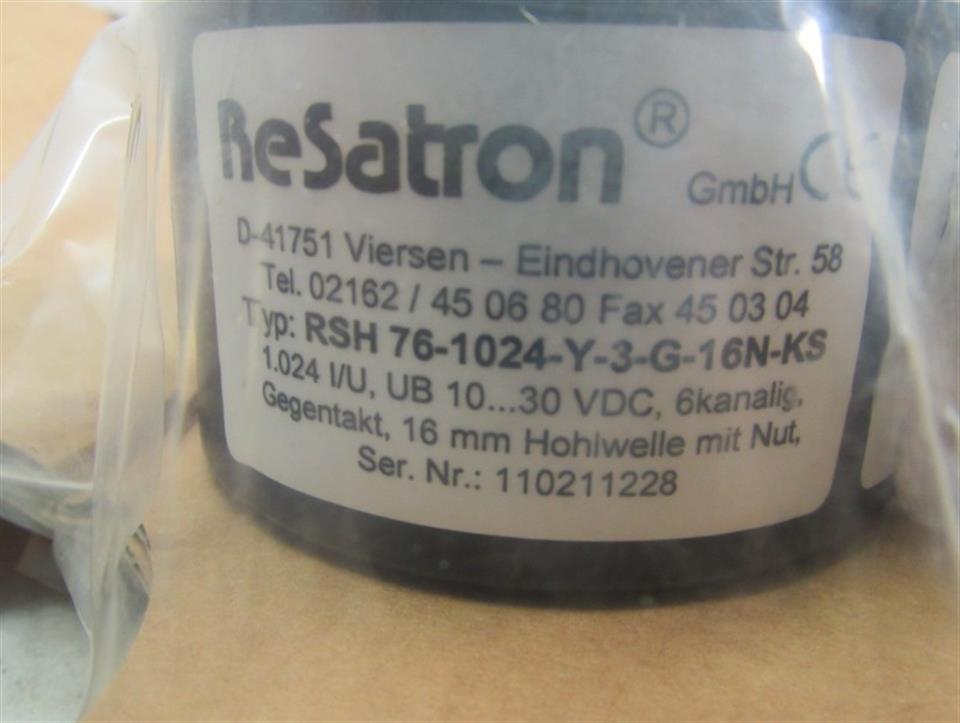 ReSatron® GmbH CE
D-41751 Viersen – Eindhovener Str. 58
Tel. 02162 / 45 06 80 Fax 45 03 04
Typ: RSH 76-1024-Y-3-G-16N-KS
1.024 I/U, UB 10...30 VDC, 6kanalig,
Gegentakt, 16 mm Hohlwelle mit Nut,
Ser. Nr.: 110211228